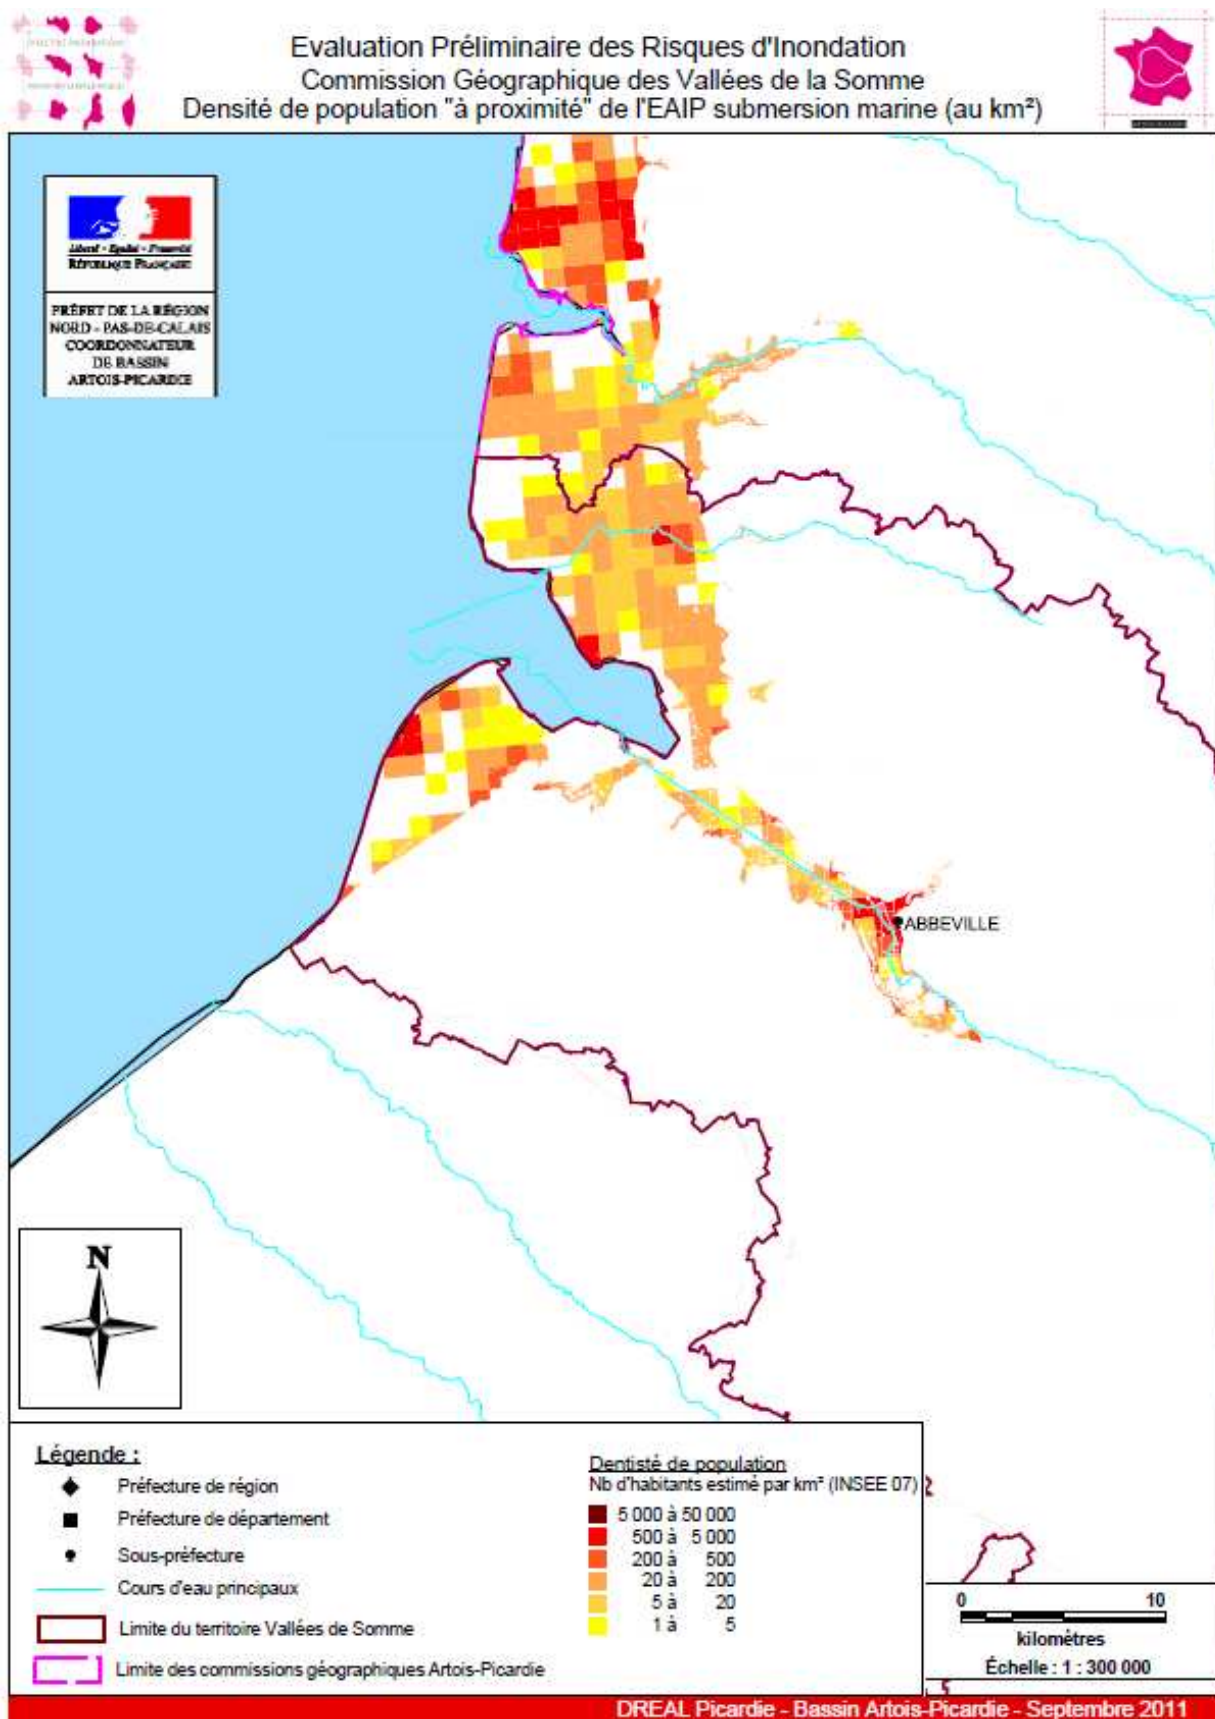 Evaluation Préliminaire des Risques d'Inondation
Commission Géographique des Vallées de la Somme
Densité de population "à proximité" de l'EAIP submersion marine (au km²)
Liberté • Égalité • Fraternité
RÉPUBLIQUE FRANÇAISE
PRÉFET DE LA RÉGION
NORD - PAS-DE-CALAIS
COORDONNATEUR
DE BASSIN
ARTOIS-PICARDIE
ABBEVILLE
N
Légende :
Préfecture de région
Préfecture de département
Sous-préfecture
Cours d'eau principaux
Limite du territoire Vallées de Somme
Limite des commissions géographiques Artois-Picardie
Dentisté de population
Nb d'habitants estimé par km² (INSEE 07)
5 000 à 50 000
500 à 5 000
200 à 500
20 à 200
5 à 20
1 à 5
0 10
kilomètres
Échelle : 1 : 300 000
DREAL Picardie - Bassin Artois-Picardie - Septembre 2011